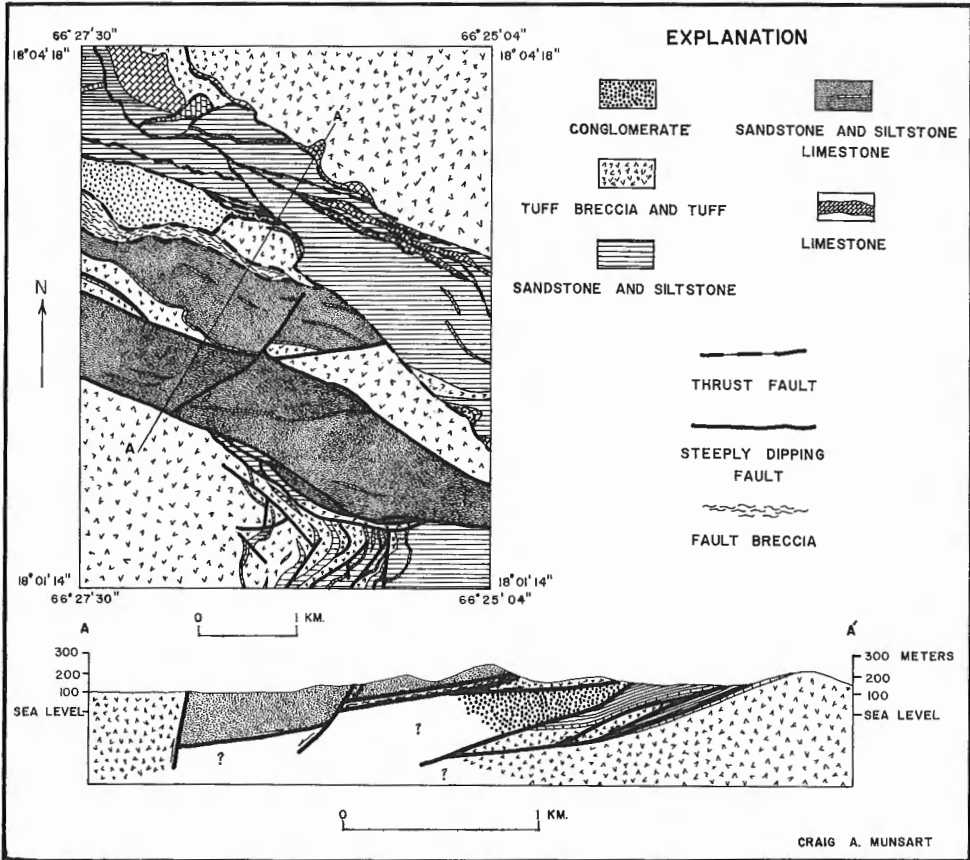 66° 27' 30"
66° 25' 04"
18° 04' 18"
18° 04' 18"
A'
N
A
18° 01' 14"
18° 01' 14"
66° 27' 30"
66° 25' 04"
0 1 KM.
EXPLANATION
CONGLOMERATE
SANDSTONE AND SILTSTONE
LIMESTONE
TUFF BRECCIA AND TUFF
LIMESTONE
SANDSTONE AND SILTSTONE
THRUST FAULT
STEEPLY DIPPING
FAULT
FAULT BRECCIA
A
A'
300
200
100
SEA LEVEL
300 METERS
200
100
SEA LEVEL
?
?
?
?
0 1 KM.
CRAIG A. MUNSART